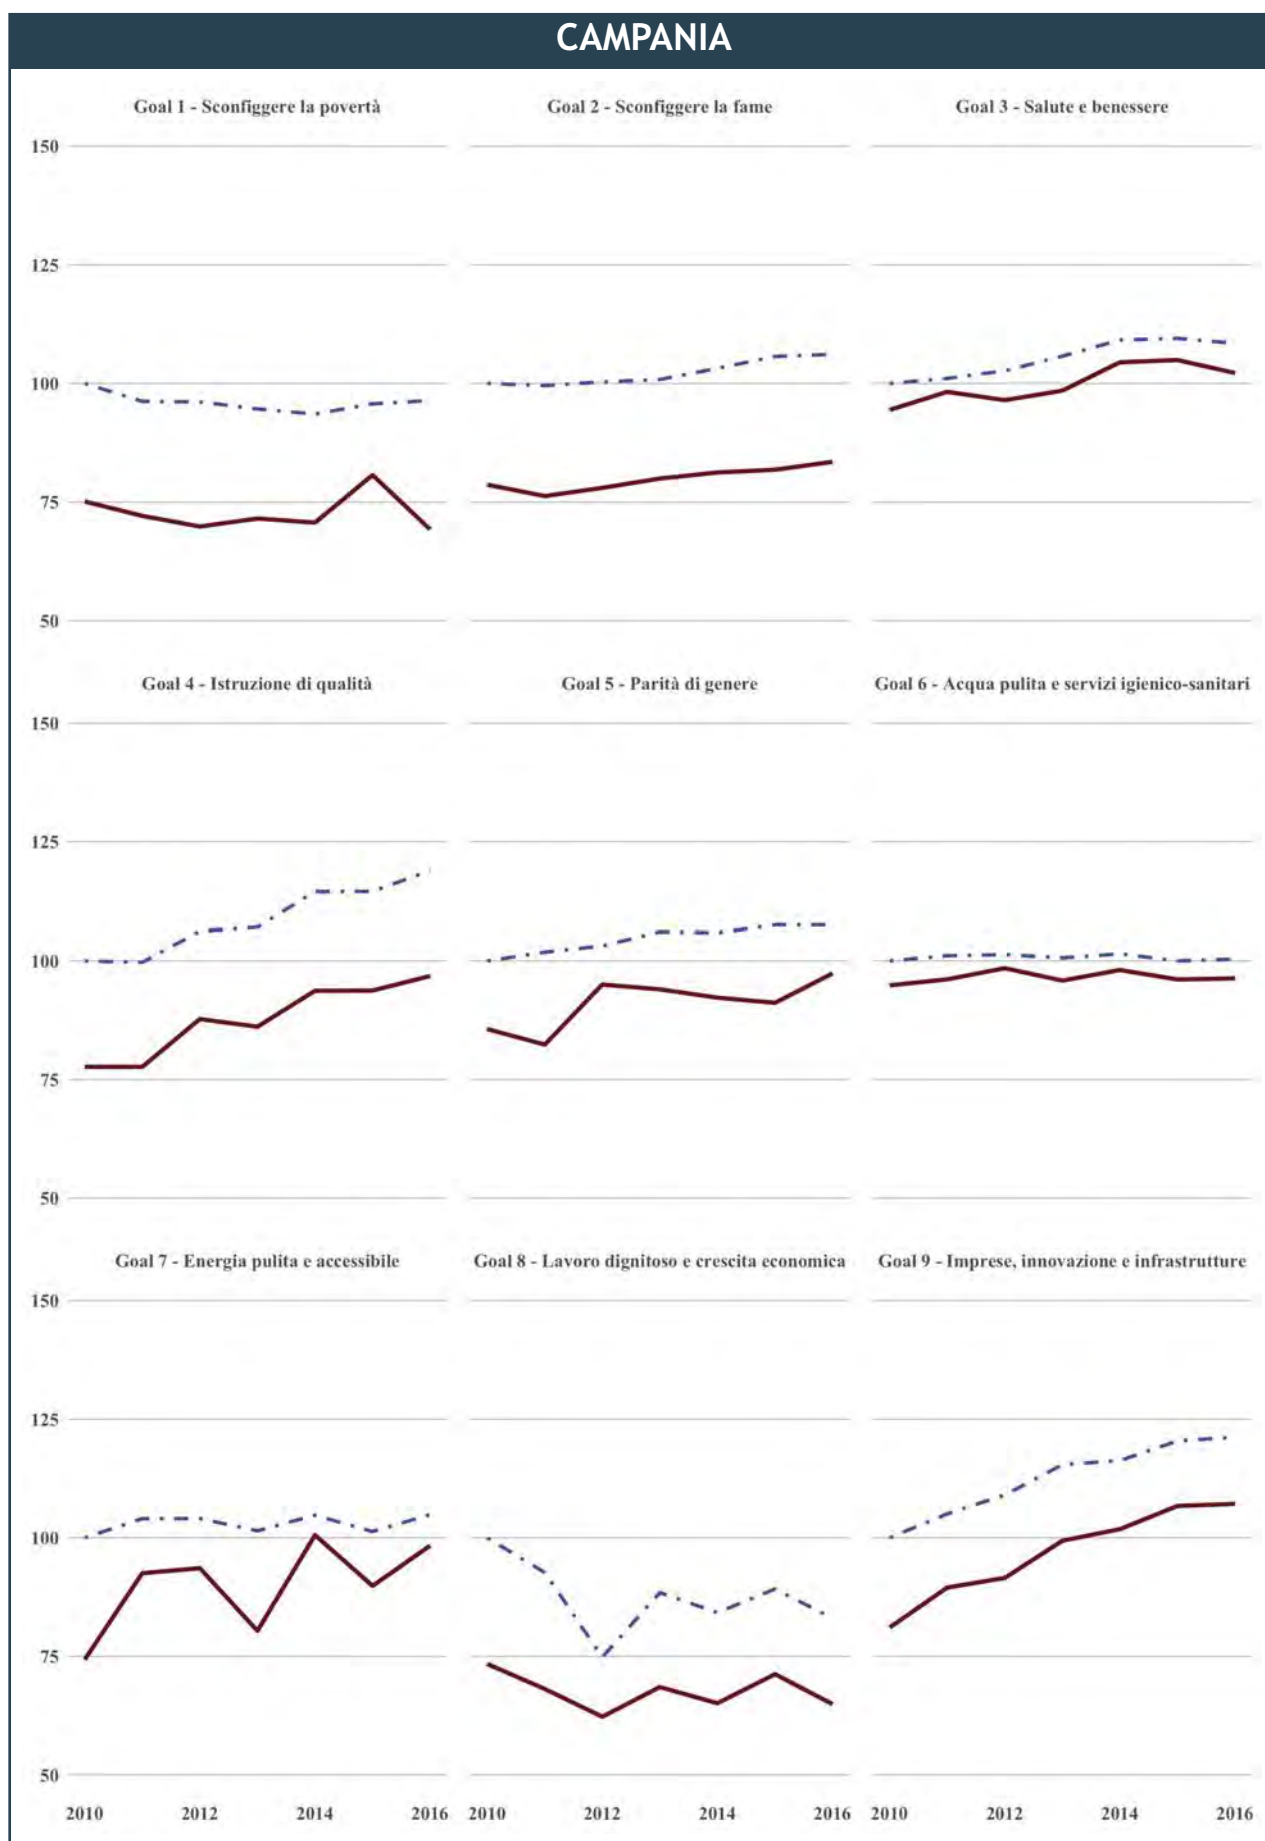 CAMPANIA
Goal 1 - Sconfiggere la povertà
Goal 2 - Sconfiggere la fame
Goal 3 - Salute e benessere
150
125
100
75
50
Goal 4 - Istruzione di qualità
Goal 5 - Parità di genere
Goal 6 - Acqua pulita e servizi igienico-sanitari
150
125
100
75
50
Goal 7 - Energia pulita e accessibile
Goal 8 - Lavoro dignitoso e crescita economica
Goal 9 - Imprese, innovazione e infrastrutture
150
125
100
75
50
2010 2012 2014 2016 2010 2012 2014 2016 2010 2012 2014 2016